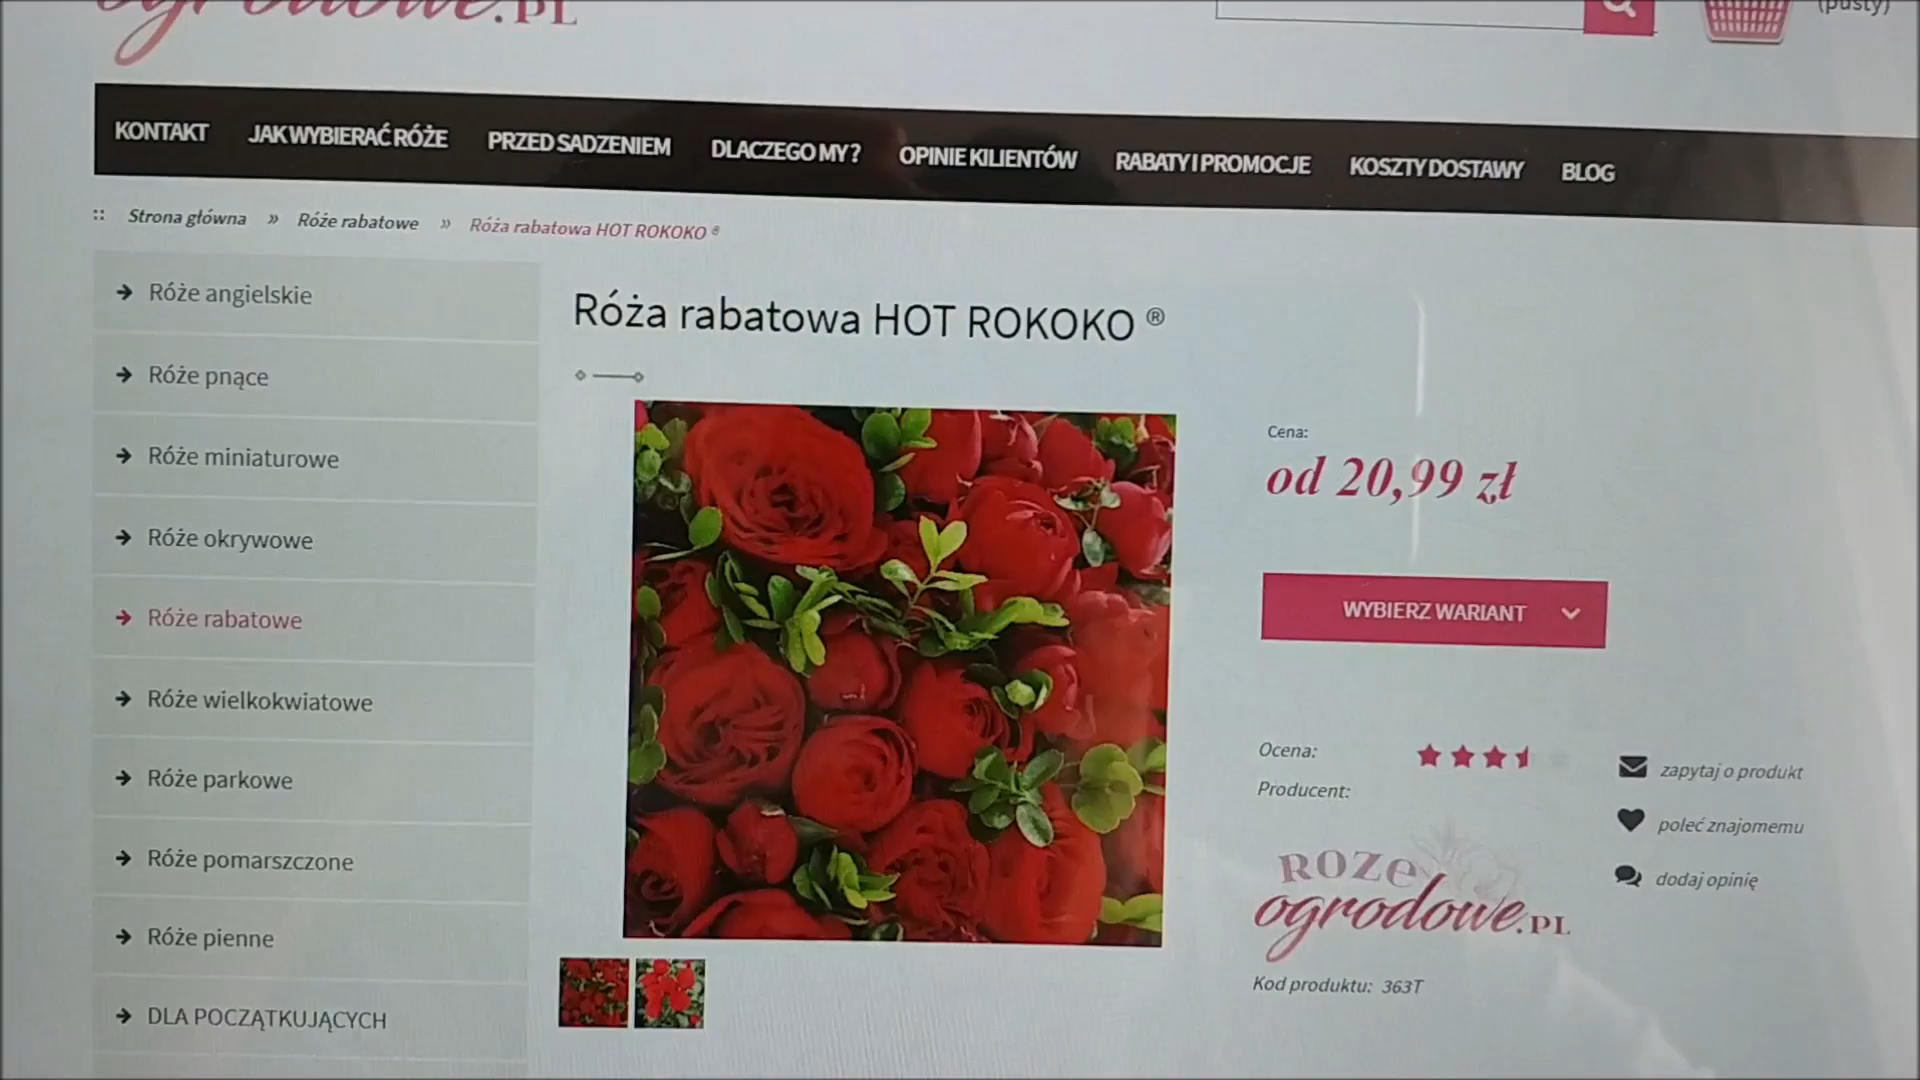 ogrodowe.PL
(pusty)
KONTAKT JAK WYBIERAĆ RÓŻE PRZED SADZENIEM DLACZEGO MY? OPINIE KILIENTÓW RABATY I PROMOCJE KOSZTY DOSTAWY BLOG
Strona główna » Róże rabatowe » Róża rabatowa HOT ROKOKO ®
Róże angielskie
Róże pnące
Róże miniaturowe
Róże okrywowe
Róże rabatowe
Róże wielkokwiatowe
Róże parkowe
Róże pomarszczone
Róże pienne
DLA POCZĄTKUJĄCYCH
Róża rabatowa HOT ROKOKO ®
Cena:
od 20,99 zł
WYBIERZ WARIANT
Ocena:
Producent:
ROZE
ogrodowe.PL
Kod produktu: 363T
zapytaj o produkt
poleć znajomemu
dodaj opinię